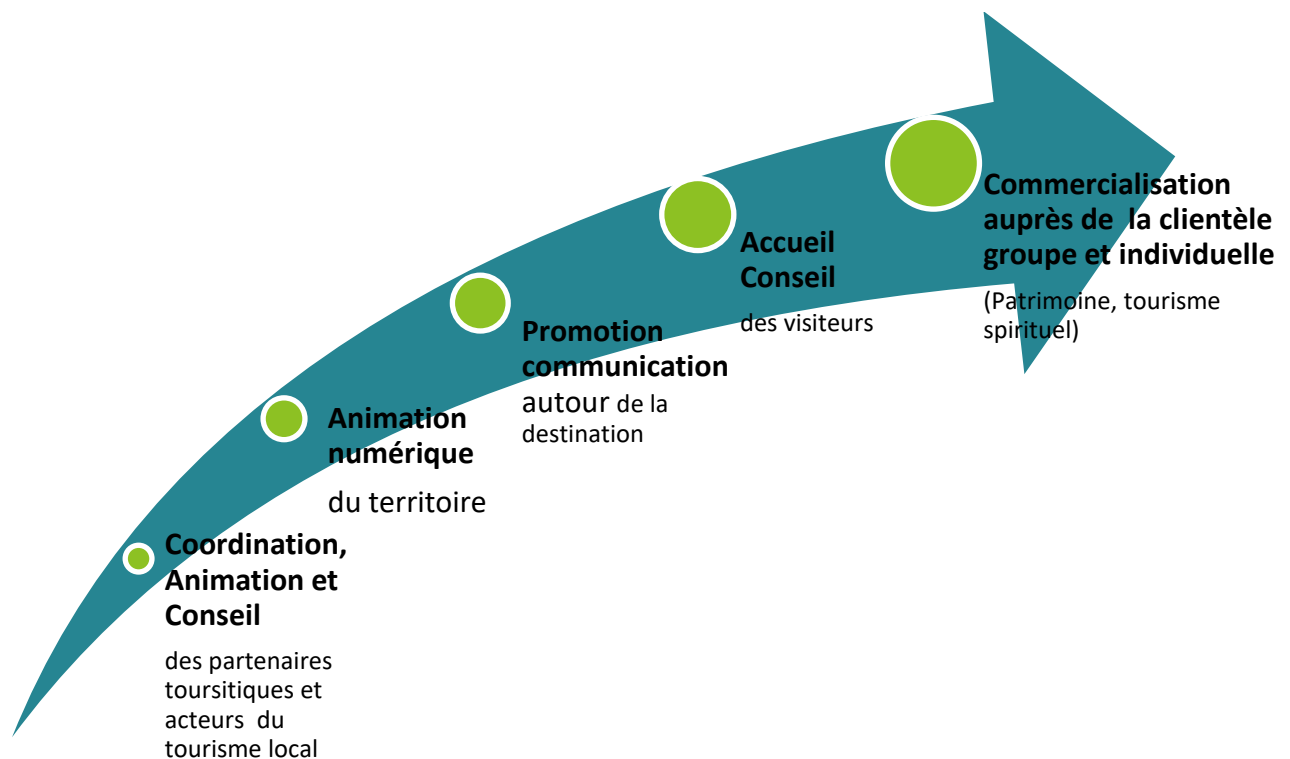 Coordination,
Animation et
Conseil
des partenaires
toursitiques et
acteurs du
tourisme local
Animation
numérique
du territoire
Promotion
communication
autour de la
destination
Accueil
Conseil
des visiteurs
Commercialisation
auprès de la clientèle
groupe et individuelle
(Patrimoine, tourisme
spirituel)